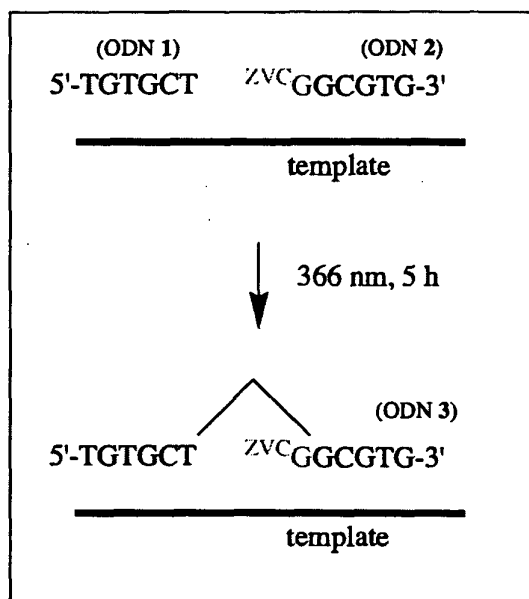 (ODN 1) (ODN 2)
5'-TGTGCT ZVCGGCGTG-3'
template
366 nm, 5 h
(ODN 3)
5'-TGTGCT ZVCGGCGTG-3'
template